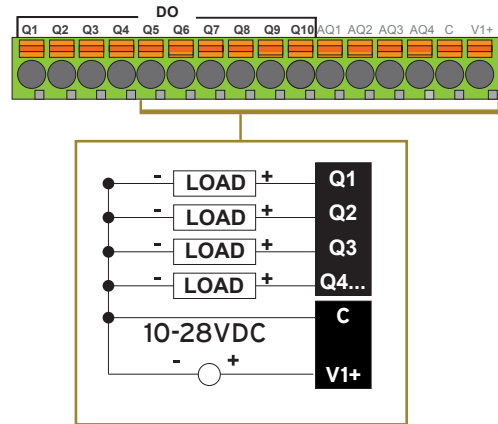 DO
Q1 Q2 Q3 Q4 Q5 Q6 Q7 Q8 Q9 Q10 AQ1 AQ2 AQ3 AQ4 C V1+
- LOAD + Q1
- LOAD + Q2
- LOAD + Q3
- LOAD + Q4...
C
10-28VDC
- + V1+